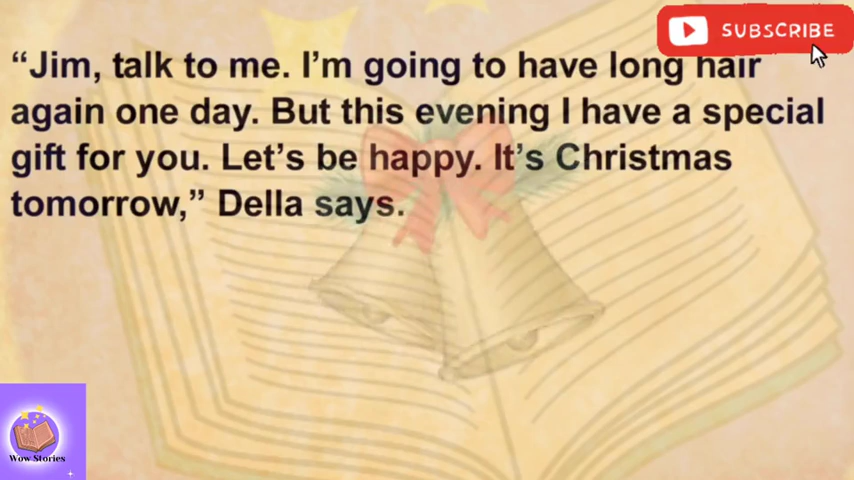 SUBSCRIBE
“Jim, talk to me. I’m going to have long hair
again one day. But this evening I have a special
gift for you. Let’s be happy. It’s Christmas
tomorrow,” Della says.
Wow Stories